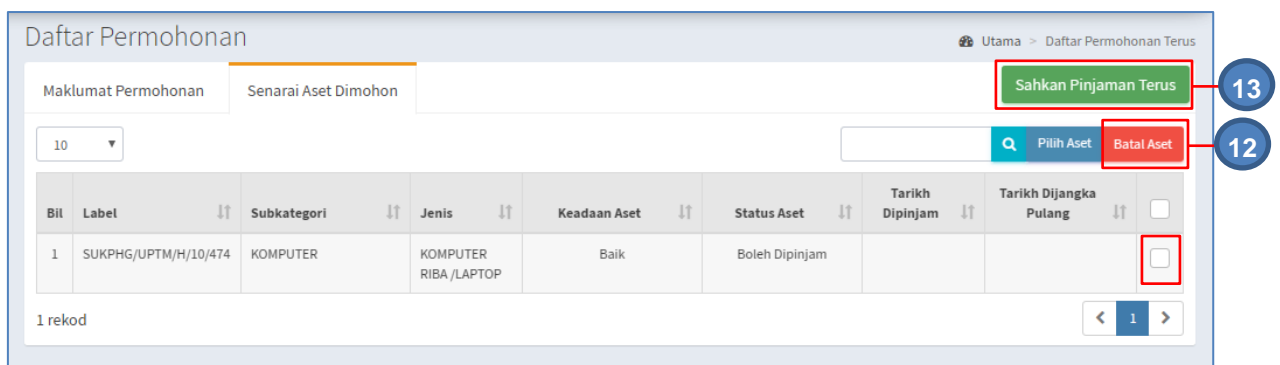 Daftar Permohonan
Utama > Daftar Permohonan Terus
Maklumat Permohonan
Senarai Aset Dimohon
Sahkan Pinjaman Terus
13
10
Pilih Aset
Batal Aset
12
Bil
Label
Subkategori
Jenis
Keadaan Aset
Status Aset
Tarikh
Dipinjam
Tarikh Dijangka
Pulang
1
SUKPHG/UPTM/H/10/474
KOMPUTER
KOMPUTER
RIBA /LAPTOP
Baik
Boleh Dipinjam
1 rekod
< 1 >